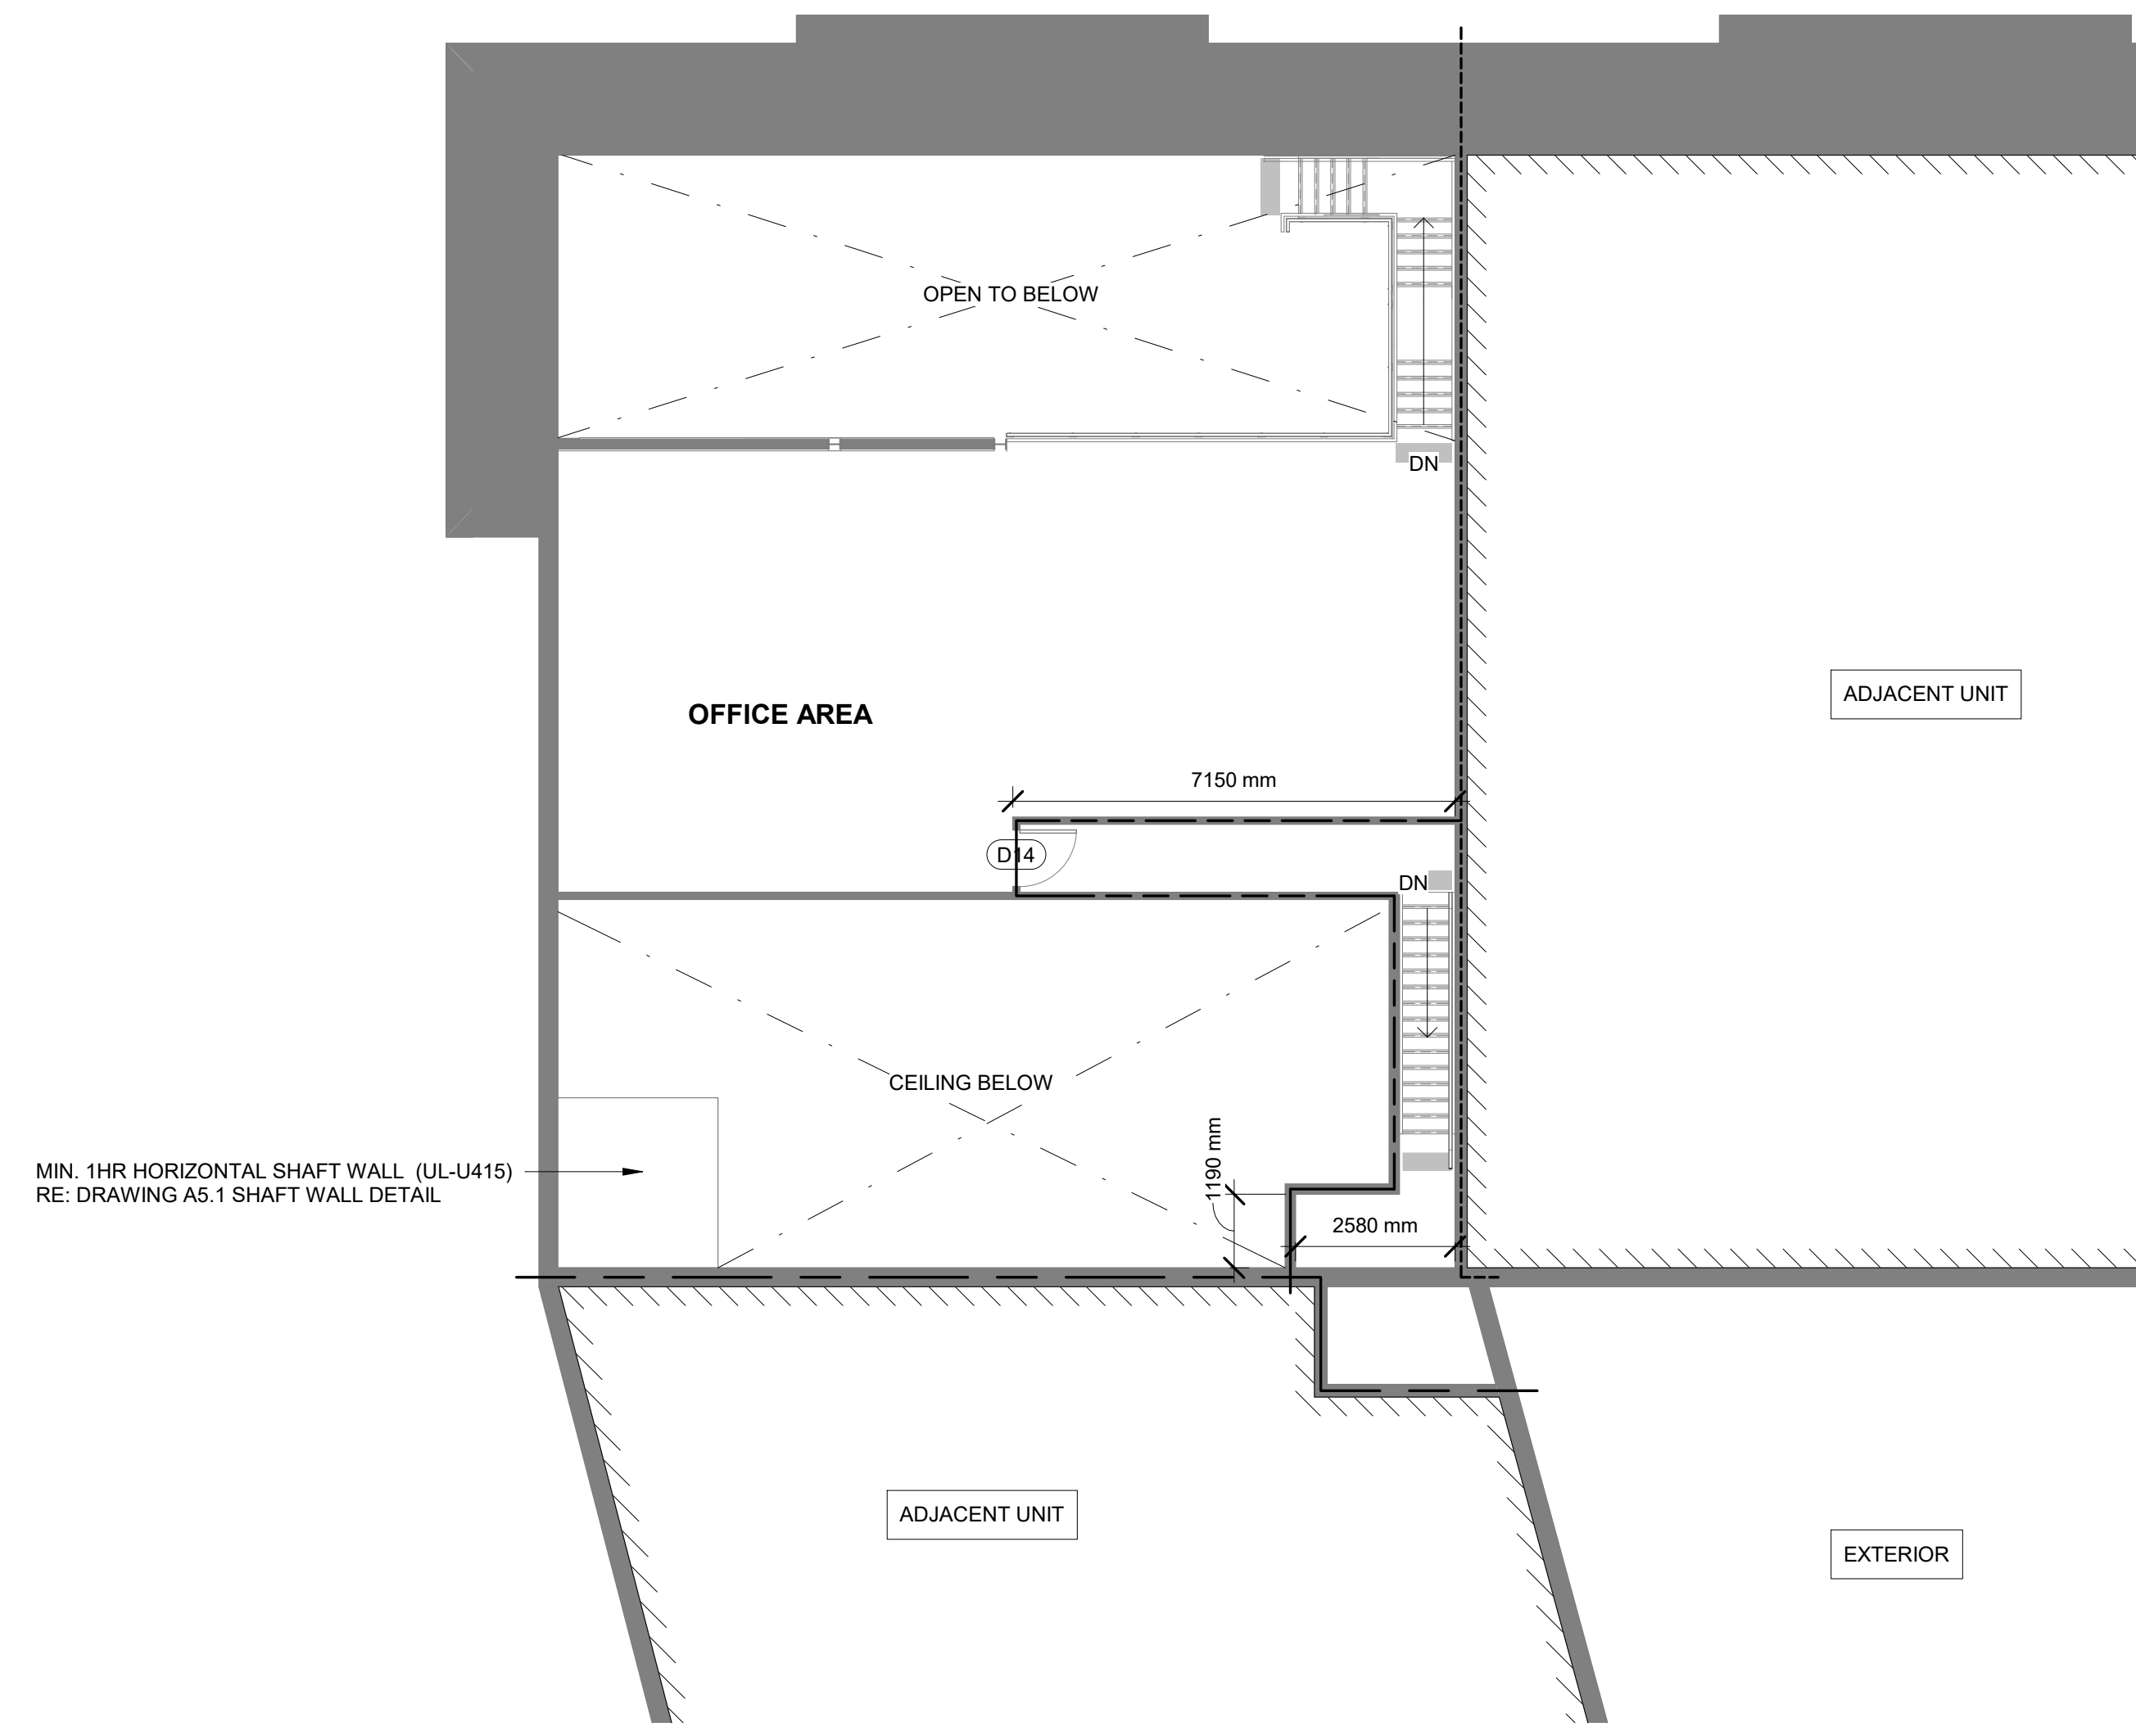 OPEN TO BELOW
DN
OFFICE AREA
ADJACENT UNIT
7150 mm
D14
DN
CEILING BELOW
1190 mm
MIN. 1HR HORIZONTAL SHAFT WALL (UL-U415)
RE: DRAWING A5.1 SHAFT WALL DETAIL
2580 mm
ADJACENT UNIT
EXTERIOR